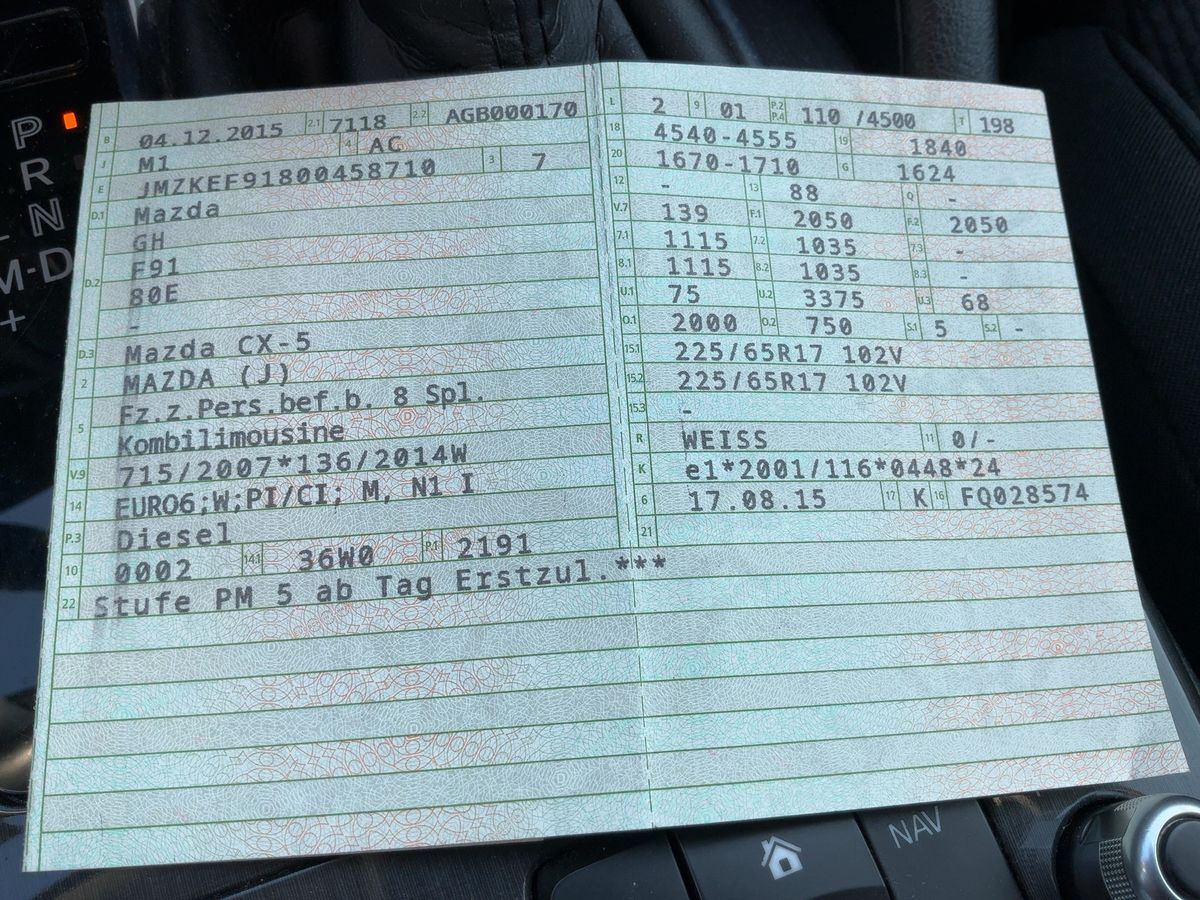 B 04.12.2015 2.1 7118 2.2 AGB000170
J M1 4 AC
E JMZKEF91800458710 3 7
D.1 Mazda
GH
F91
D.2 80E
-
D.3 Mazda CX-5
2 MAZDA (J)
Fz.z.Pers.bef.b. 8 Spl.
5 Kombilimousine
V.9 715/2007*136/2014W
14 EURO6;W;PI/CI; M, N1 I
P.3 Diesel
10 0002 14.1 36W0 P.1 2191
22 Stufe PM 5 ab Tag Erstzul.***
L 2 9 01 P.2 P.4 110 /4500 T 198
18 4540-4555 19 1840
20 1670-1710 G 1624
12 - 13 88 Q -
V.7 139 F.1 2050 F.2 2050
7.1 1115 7.2 1035 7.3 -
8.1 1115 8.2 1035 8.3 -
U.1 75 U.2 3375 U.3 68
O.1 2000 O.2 750 S.1 5 S.2 -
15.1 225/65R17 102V
15.2 225/65R17 102V
15.3 -
R WEISS 11 0/-
K e1*2001/116*0448*24
6 17.08.15 17 K 16 FQ028574
21
P
R
N
M-D
+
NAV